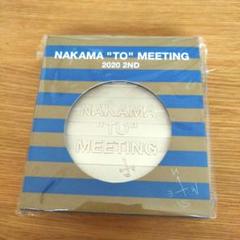 NAKAMA "TO" MEETING
2020 2ND
NAKAMA
"TO"
MEETING